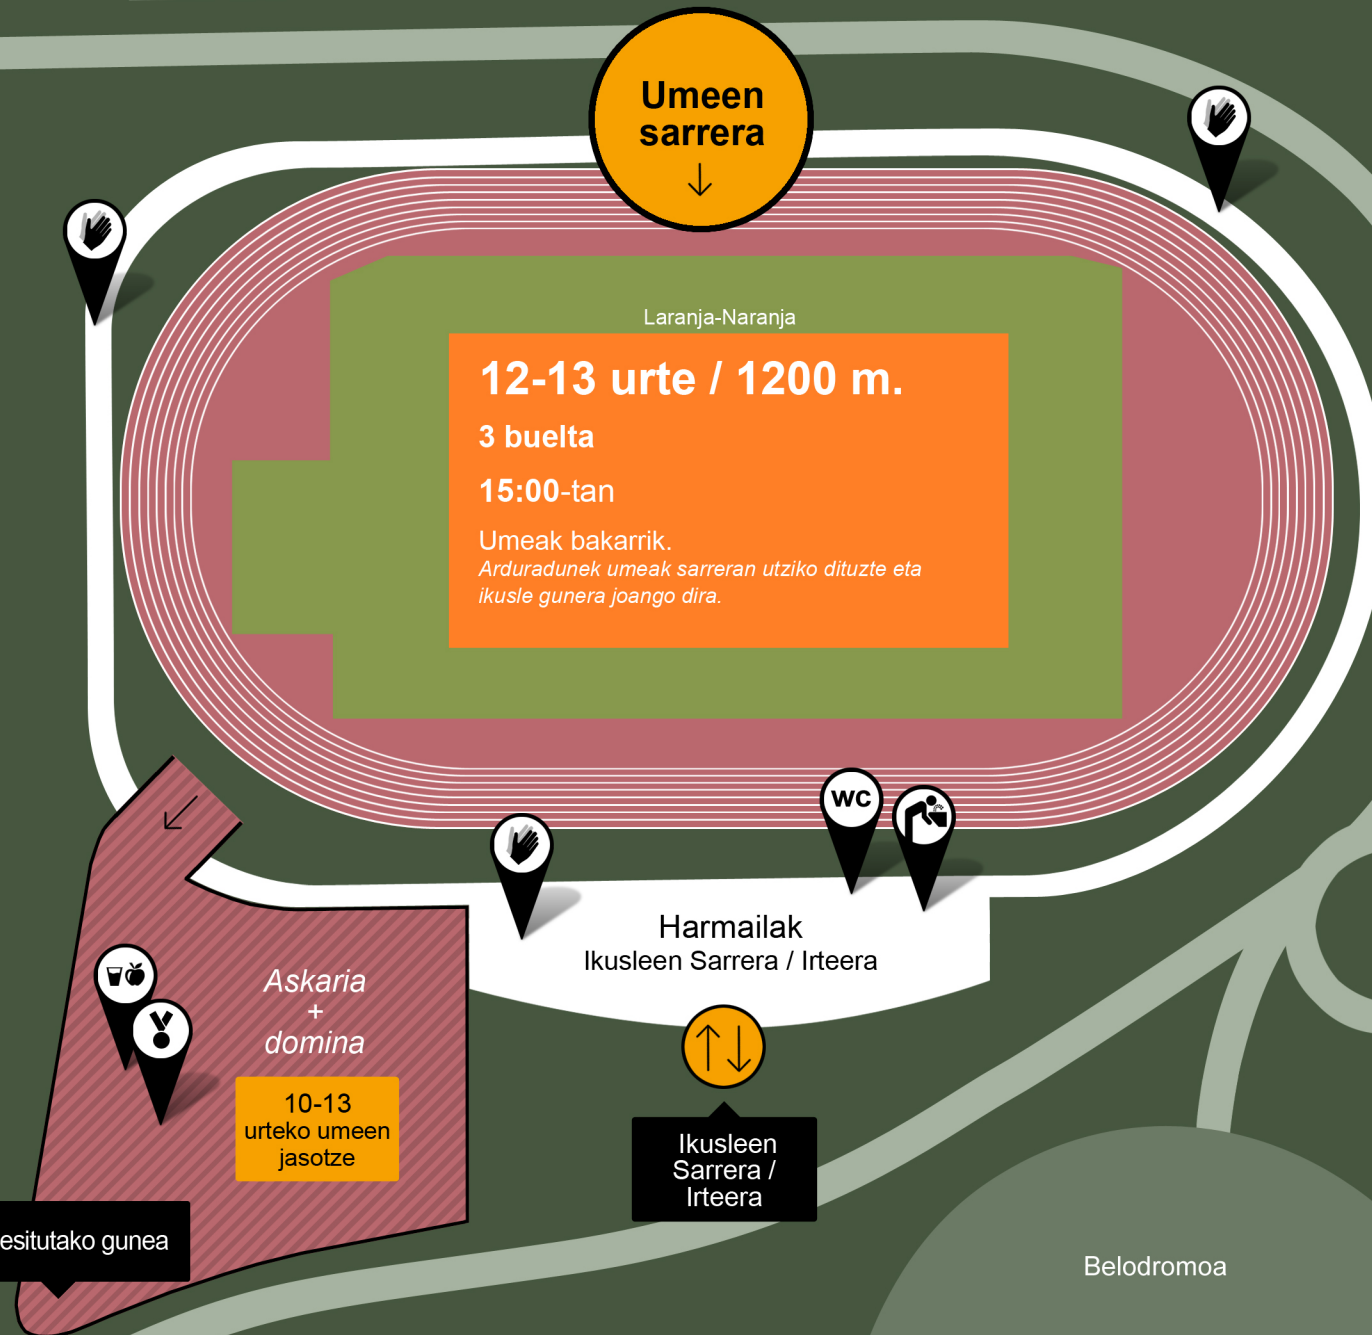 Umeen
sarrera
Laranja-Naranja
12-13 urte / 1200 m.
3 buelta
15:00-tan
Umeak bakarrik.
Arduradunek umeak sarreran utziko dituzte eta
ikusle gunera joango dira.
WC
Harmailak
Ikusleen Sarrera / Irteera
Askaria
+
domina
10-13
urteko umeen
jasotze
Ikusleen
Sarrera /
Irteera
esitutako gunea
Belodromoa